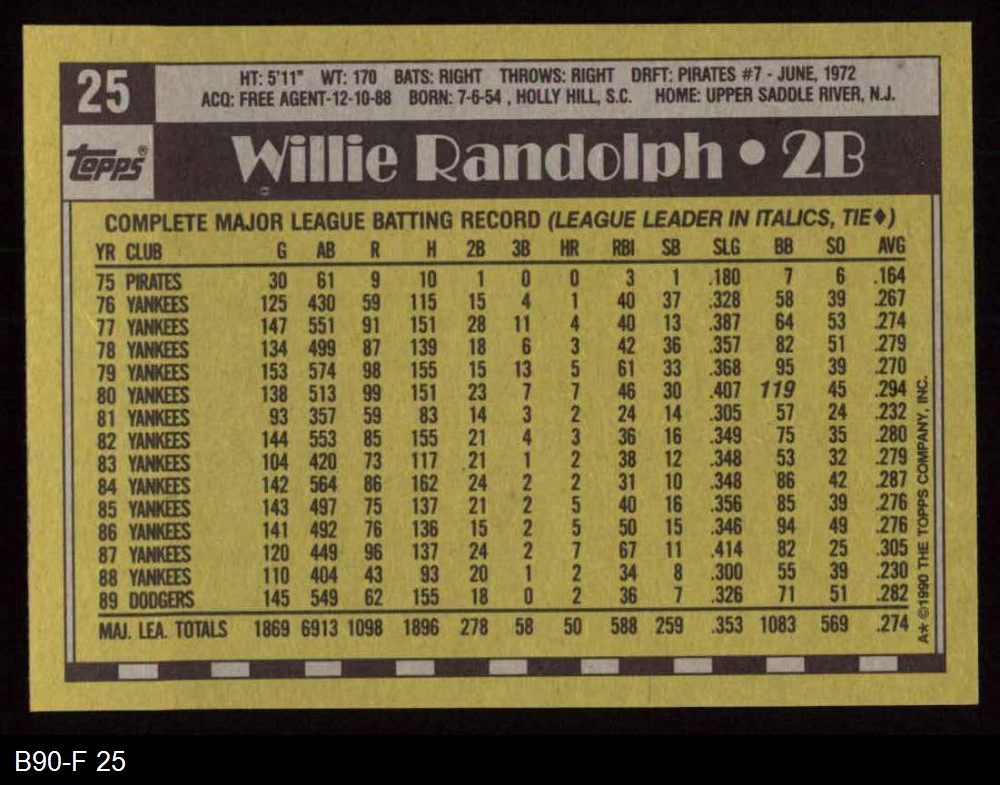 25
HT: 5'11" WT: 170 BATS: RIGHT THROWS: RIGHT DRFT: PIRATES #7 - JUNE, 1972
ACQ: FREE AGENT-12-10-88 BORN: 7-6-54 , HOLLY HILL, S.C. HOME: UPPER SADDLE RIVER, N.J.
topps® Willie Randolph • 2B
COMPLETE MAJOR LEAGUE BATTING RECORD (LEAGUE LEADER IN ITALICS, TIE♦)
YR CLUB G AB R H 2B 3B HR RBI SB SLG BB SO AVG
75 PIRATES 30 61 9 10 1 0 0 3 1 .180 7 6 .164
76 YANKEES 125 430 59 115 15 4 1 40 37 .328 58 39 .267
77 YANKEES 147 551 91 151 28 11 4 40 13 .387 64 53 .274
78 YANKEES 134 499 87 139 18 6 3 42 36 .357 82 51 .279
79 YANKEES 153 574 98 155 15 13 5 61 33 .368 95 39 .270
80 YANKEES 138 513 99 151 23 7 7 46 30 .407 119 45 .294
81 YANKEES 93 357 59 83 14 3 2 24 14 .305 57 24 .232
82 YANKEES 144 553 85 155 21 4 3 36 16 .349 75 35 .280
83 YANKEES 104 420 73 117 21 1 2 38 12 .348 53 32 .279
84 YANKEES 142 564 86 162 24 2 2 31 10 .348 86 42 .287
85 YANKEES 143 497 75 137 21 2 5 40 16 .356 85 39 .276
86 YANKEES 141 492 76 136 15 2 5 50 15 .346 94 49 .276
87 YANKEES 120 449 96 137 24 2 7 67 11 .414 82 25 .305
88 YANKEES 110 404 43 93 20 1 2 34 8 .300 55 39 .230
89 DODGERS 145 549 62 155 18 0 2 36 7 .326 71 51 .282
MAJ. LEA. TOTALS 1869 6913 1098 1896 278 58 50 588 259 .353 1083 569 .274
A* ©1990 THE TOPPS COMPANY, INC.
B90-F 25